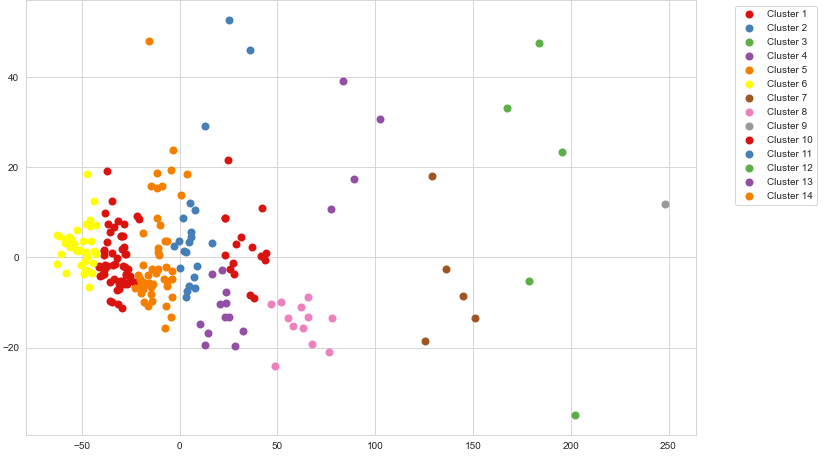 40
20
0
−20
−50
0
50
100
150
200
250
Cluster 1
Cluster 2
Cluster 3
Cluster 4
Cluster 5
Cluster 6
Cluster 7
Cluster 8
Cluster 9
Cluster 10
Cluster 11
Cluster 12
Cluster 13
Cluster 14